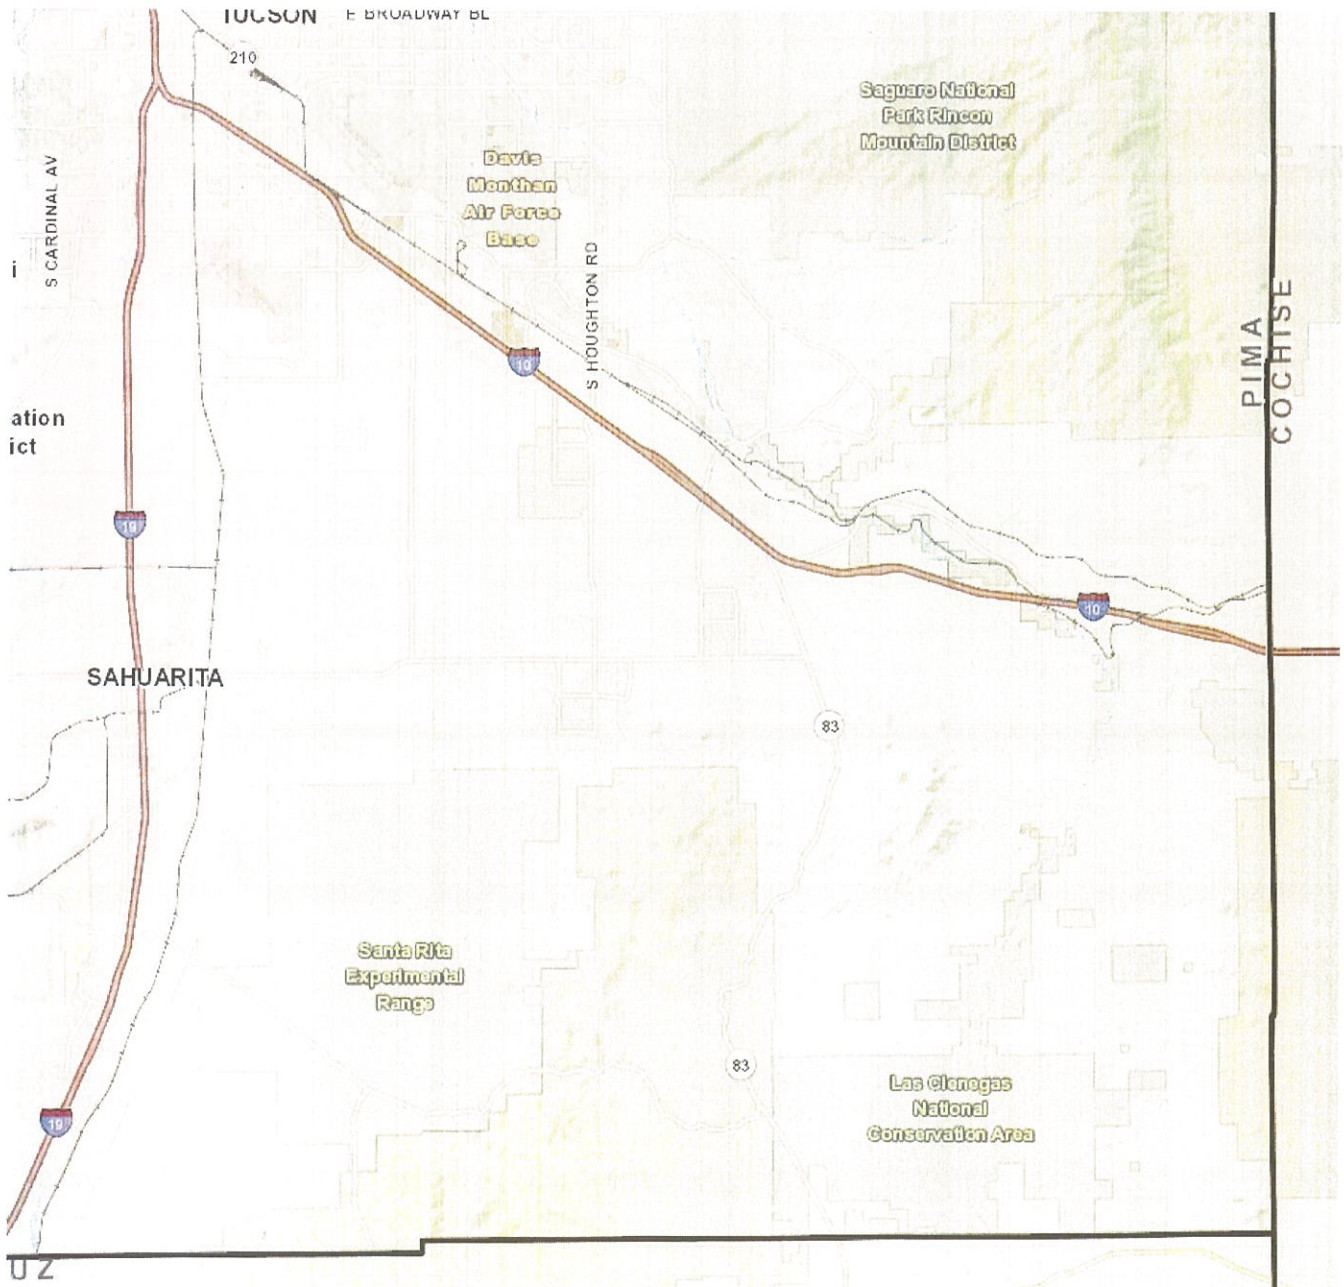 TUCSON
E BROADWAY BL
210
Saguaro National
Park Rincon
Mountain District
Davis
Monthan
Air Force
Base
S CARDINAL AV
S HOUGHTON RD
i
PIMA
COCHISE
10
ation
ict
19
10
SAHUARITA
83
Santa Rita
Experimental
Range
83
Las Cienegas
National
Conservation Area
19
UZ